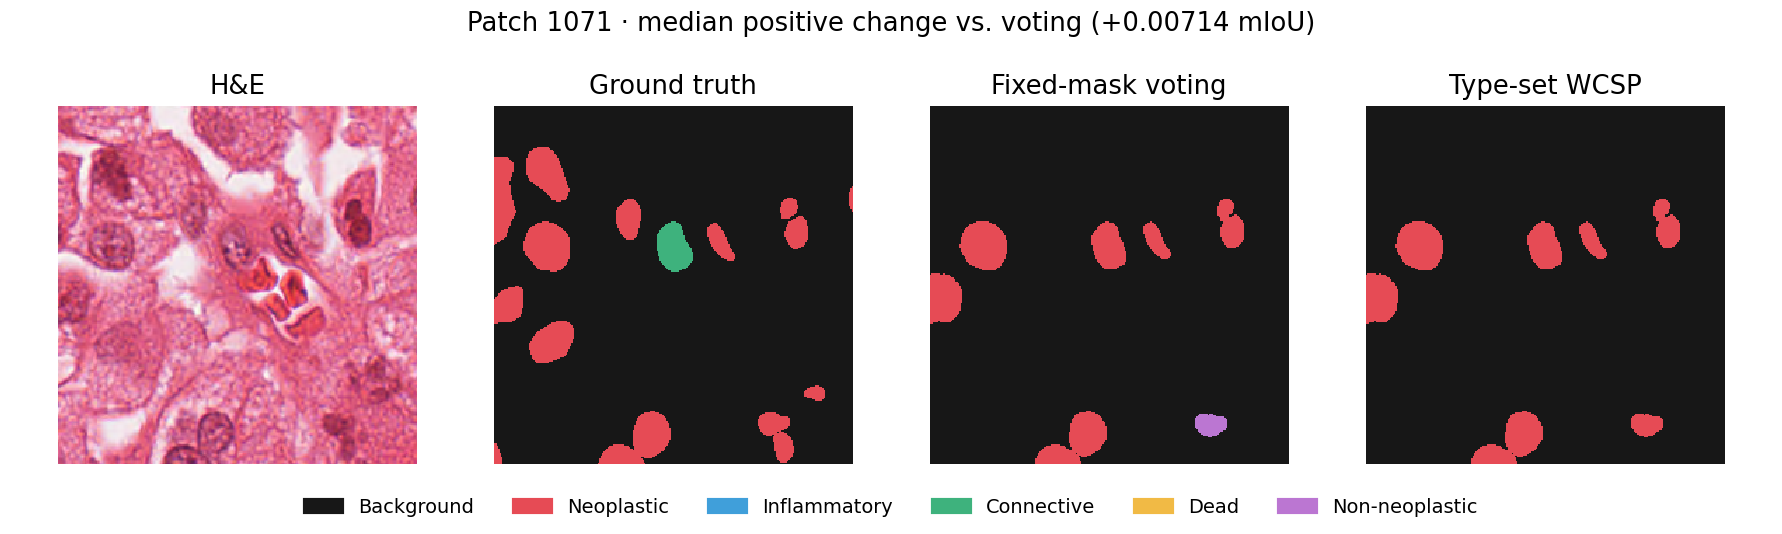 Patch 1071 · median positive change vs. voting (+0.00714 mIoU)
H&E
Ground truth
Fixed-mask voting
Type-set WCSP
Background
Neoplastic
Inflammatory
Connective
Dead
Non-neoplastic